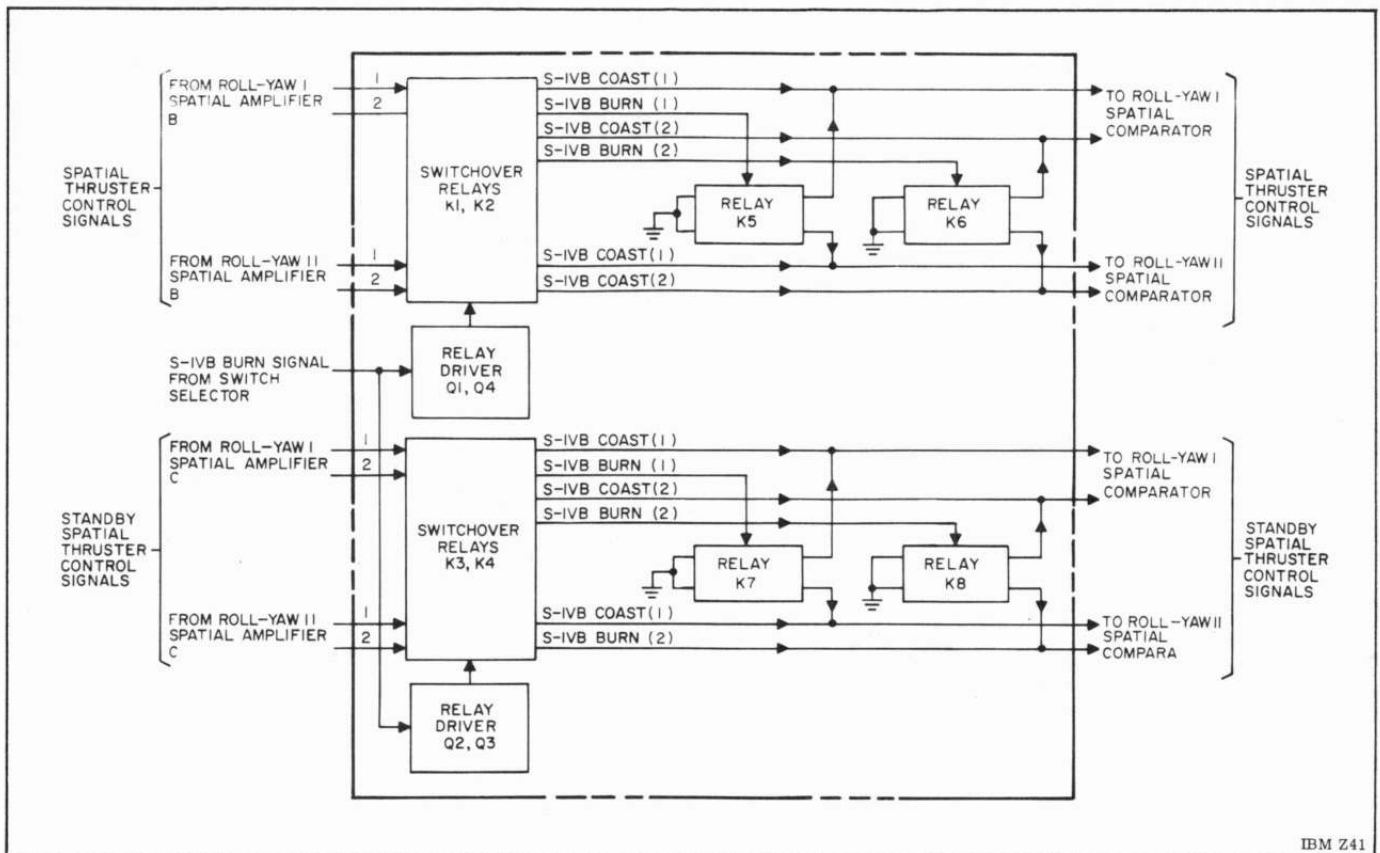 FROM ROLL-YAW I
SPATIAL AMPLIFIER
B
1
2
SPATIAL
THRUSTER
CONTROL
SIGNALS
FROM ROLL-YAW II
SPATIAL AMPLIFIER
B
1
2
SWITCHOVER
RELAYS
K1, K2
S-IVB COAST(1)
S-IVB BURN (1)
S-IVB COAST(2)
S-IVB BURN (2)
RELAY
K5
RELAY
K6
S-IVB COAST(1)
S-IVB COAST(2)
TO ROLL-YAW I
SPATIAL
COMPARATOR
TO ROLL-YAW II
SPATIAL
COMPARATOR
SPATIAL
THRUSTER
CONTROL
SIGNALS
S-IVB BURN SIGNAL
FROM SWITCH
SELECTOR
RELAY
DRIVER
Q1, Q4
FROM ROLL-YAW I
SPATIAL AMPLIFIER
C
1
2
STANDBY
SPATIAL
THRUSTER
CONTROL
SIGNALS
FROM ROLL-YAW II
SPATIAL AMPLIFIER
C
1
2
SWITCHOVER
RELAYS
K3, K4
S-IVB COAST(1)
S-IVB BURN (1)
S-IVB COAST(2)
S-IVB BURN (2)
RELAY
K7
RELAY
K8
S-IVB COAST(1)
S-IVB BURN (2)
TO ROLL-YAW I
SPATIAL
COMPARATOR
TO ROLL-YAW II
SPATIAL
COMPARA
STANDBY
SPATIAL
THRUSTER
CONTROL
SIGNALS
RELAY
DRIVER
Q2, Q3
IBM Z41